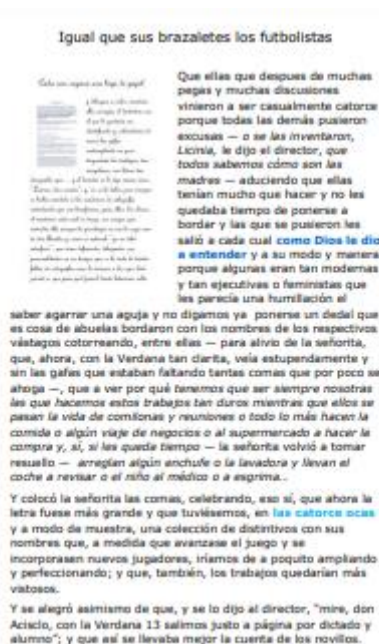 Igual que sus brazaletes los futbolistas
Que ellas que despues de muchas
pegas y muchas discusiones
vinieron a ser casualmente catorce
porque todas las demás pusieron
excusas — o se las inventaron,
Licinia, le dijo el director, que
todos sabemos cómo son las
madres — aduciendo que ellas
tenían mucho que hacer y no les
quedaba tiempo de ponerse a
bordar y las que se pusieron les
salió a cada cual como Dios le dio
a entender y a su modo y manera
porque algunas eran tan modernas
y tan ejecutivas o feministas que
les parecía una humillación el
saber agarrar una aguja y no digamos ya ponerse un dedal que
es cosa de abuelas bordaron con los nombres de los respectivos
vástagos cotorreando, entre ellas — para alivio de la señorita,
que, ahora, con la Verdana tan clarita, veía estupendamente y
sin las gafas que estaban faltando tantas comas que por poco se
ahoga —, que a ver por qué tenemos que ser siempre nosotras
las que hacemos estos trabajos tan duros mientras que ellos se
pasan la vida de comilonas y reuniones o todo lo más hacen la
comida o algún viaje de negocios o al supermercado a hacer la
compra y, sí, si les queda tiempo — la señorita volvió a tomar
resuello — arreglan algún enchufe o la lavadora y llevan el
coche a revisar o el niño al médico o a esgrima..
Y colocó la señorita las comas, celebrando, eso sí, que ahora la
letra fuese más grande y que tuviésemos, en las catorce ocas
y a modo de muestra, una colección de distintivos con sus
nombres que, a medida que avanzase el juego y se
incorporasen nuevos jugadores, iríamos de a poquito ampliando
y perfeccionando; y que, también, los trabajos quedarían más
vistosos.
Y se alegró asimismo de que, y se lo dijo al director, "mire, don
Acisclo, con la Verdana 13 salimos justo a página por dictado y
alumno"; y que así se llevaba mejor la cuenta de los novillos.